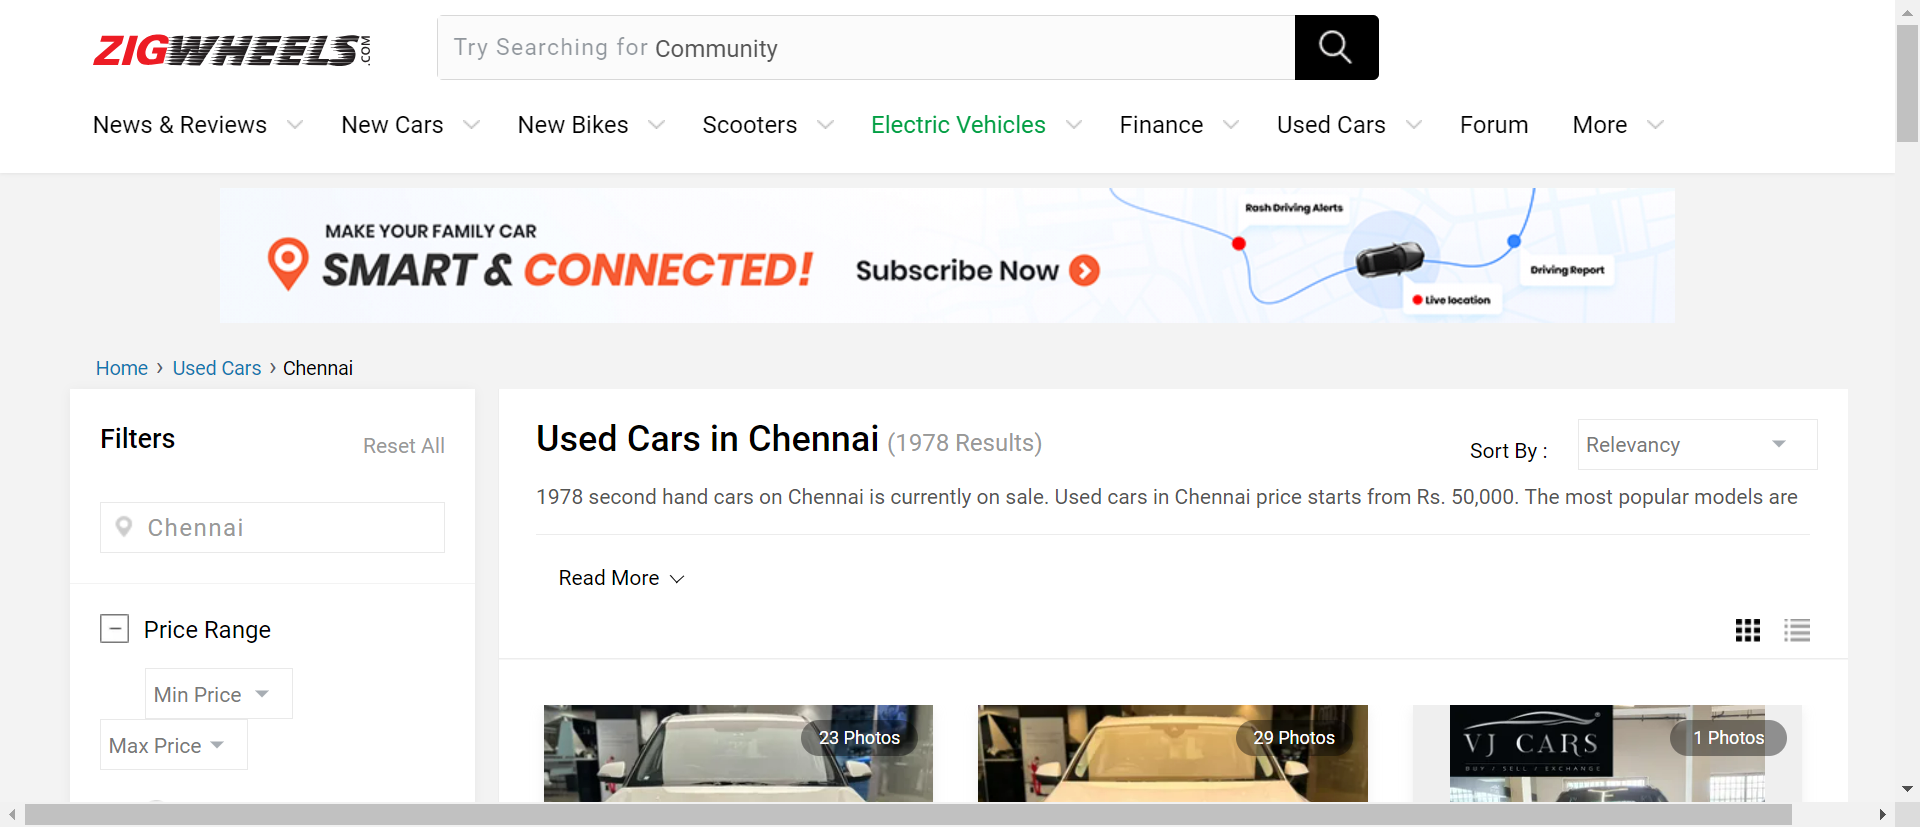 ZIGWHEELS.COM
Try Searching for Community
News & Reviews New Cars New Bikes Scooters Electric Vehicles Finance Used Cars Forum More
MAKE YOUR FAMILY CAR
SMART & CONNECTED!
Subscribe Now
Rash Driving Alerts
Driving Report
Live location
Home › Used Cars › Chennai
Filters
Reset All
Chennai
Price Range
Min Price
Max Price
Used Cars in Chennai (1978 Results)
Sort By :
Relevancy
1978 second hand cars on Chennai is currently on sale. Used cars in Chennai price starts from Rs. 50,000. The most popular models are
Read More
23 Photos
29 Photos
1 Photos
VJ CARS
BUY / SELL / EXCHANGE